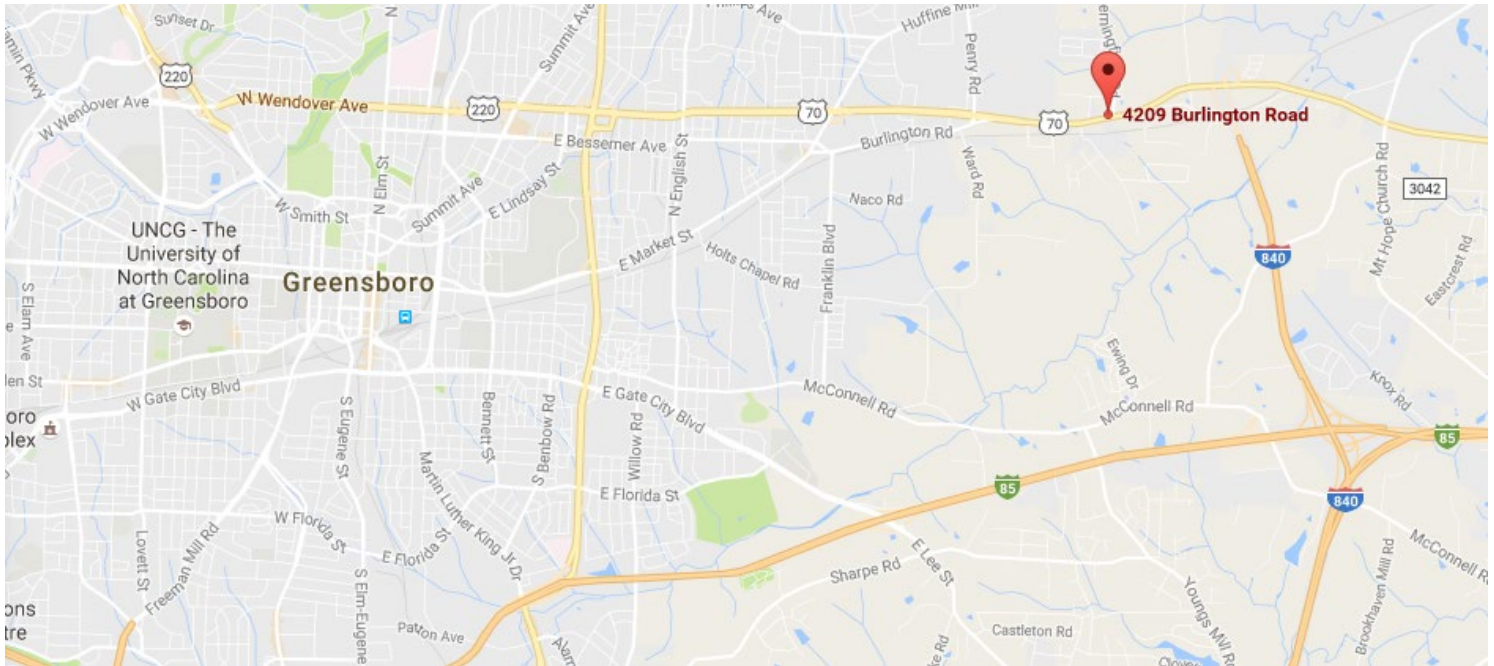 Sunset Dr
Summit Ave
Huffine Mill
Penry Rd
220
W Wendover Ave
W Wendover Ave
220
70
70
4209 Burlington Road
Burlington Rd
E Bessemer Ave
N Elm St
N English St
Summit Ave
E Lindsay St
Ward Rd
Naco Rd
Mt Hope Church Rd
3042
W Smith St
UNCG - The
University of
North Carolina
at Greensboro
Greensboro
E Market St
Holts Chapel Rd
Franklin Blvd
840
Eastcrest Rd
S Elam Ave
Ewing Dr
Knox Rd
W Gate City Blvd
E Gate City Blvd
McConnell Rd
McConnell Rd
S Eugene St
Bennett St
S Benbow Rd
Willow Rd
85
85
840
Martin Luther King Jr Dr
E Florida St
W Florida St
E Florida St
Lovett St
Freeman Mill Rd
S Elm-Eugene
E Lee St
Sharpe Rd
McConnell Rd
Youngs Mill Rd
Brookhaven Mill Rd
Patton Ave
Castleton Rd